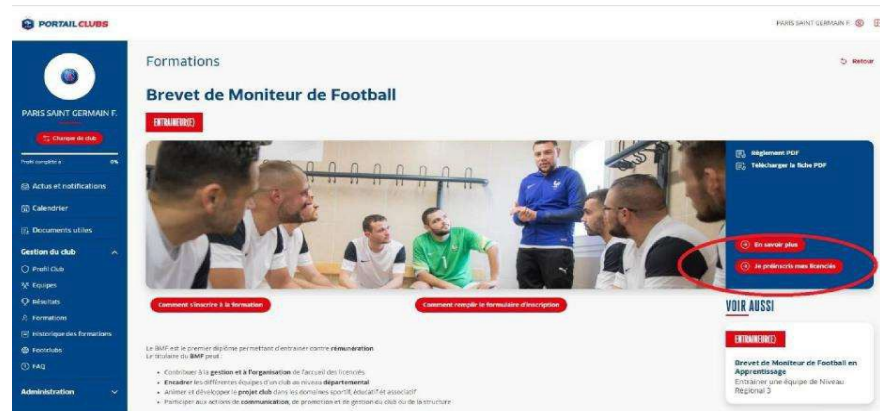 PORTAIL CLUBS
PARIS SAINT GERMAIN F.
Formations
Retour
Brevet de Moniteur de Football
ENTRAINEUR(E)
PARIS SAINT GERMAIN F.
Changer de club
Profil complété à 0%
Actus et notifications
Calendrier
Documents utiles
Gestion du club
Profil Club
Equipes
Résultats
Formations
Historique des formations
Footclubs
FAQ
Administration
Règlement PDF
Télécharger la fiche PDF
En savoir plus
Je préinscris mes licenciés
Comment s'inscrire à la formation
Comment remplir le formulaire d'inscription
Le BMF est le premier diplôme permettant d'entrainer contre rémunération
Le titulaire du BMF peut :
• Contribuer à la gestion et à l'organisation de l'accueil des licenciés
• Encadrer les différentes équipes d'un club au niveau départemental
• Animer et développer le projet club dans les domaines sportif, éducatif et associatif
• Participer aux actions de communication, de promotion et de gestion du club ou de la structure
VOIR AUSSI
ENTRAINEUR(E)
Brevet de Moniteur de Football en
Apprentissage
Entrainer une équipe de Niveau
Régional 3